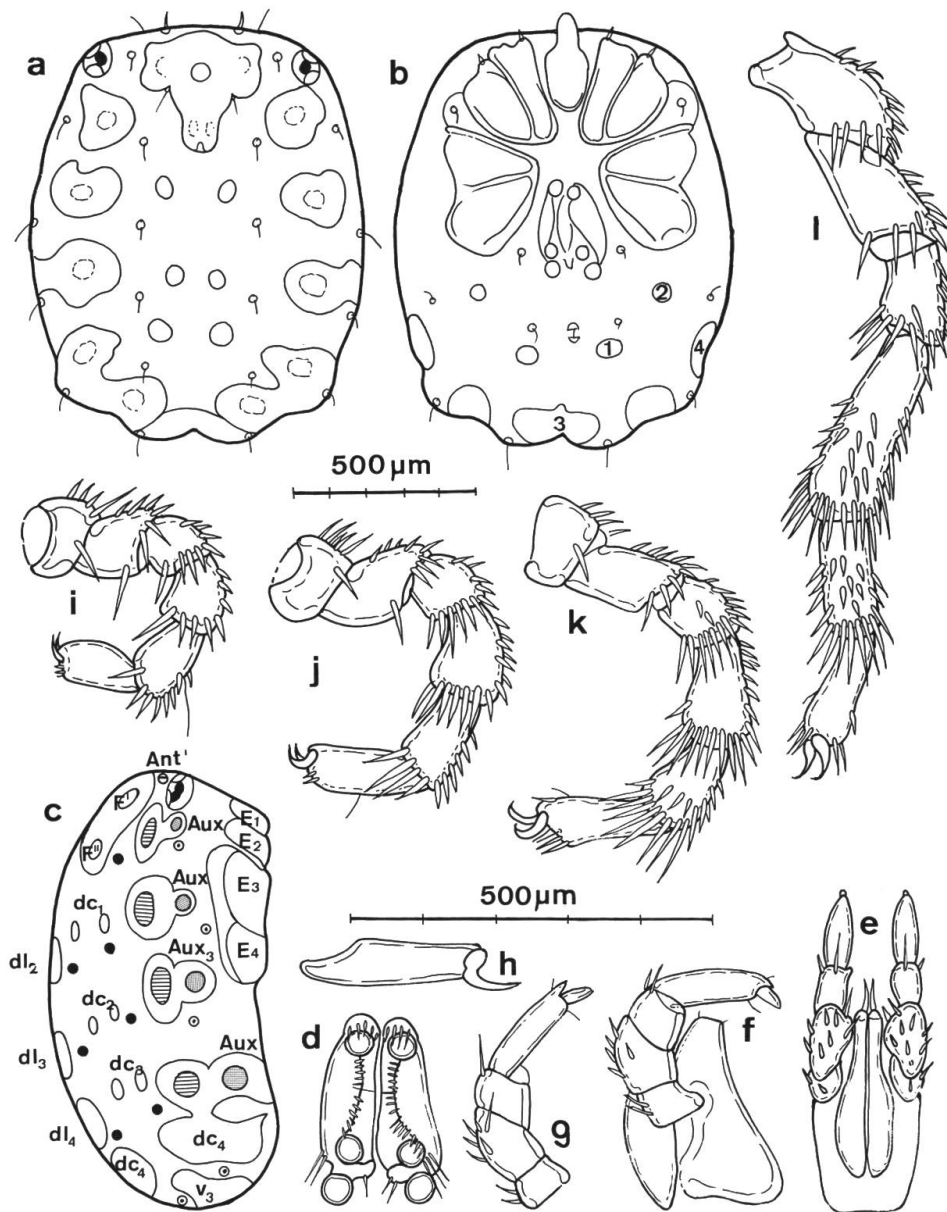 a
b
l
2
1
4
3
500 µm
i
j
k
Ant'
c
F'
F"
Aux
E1
E2
Aux
E3
dc1
Aux3
E4
dl2
dc2
Aux
dl3
dc3
dl4
dc4
dc4
v3
500 µm
h
e
d
g
f